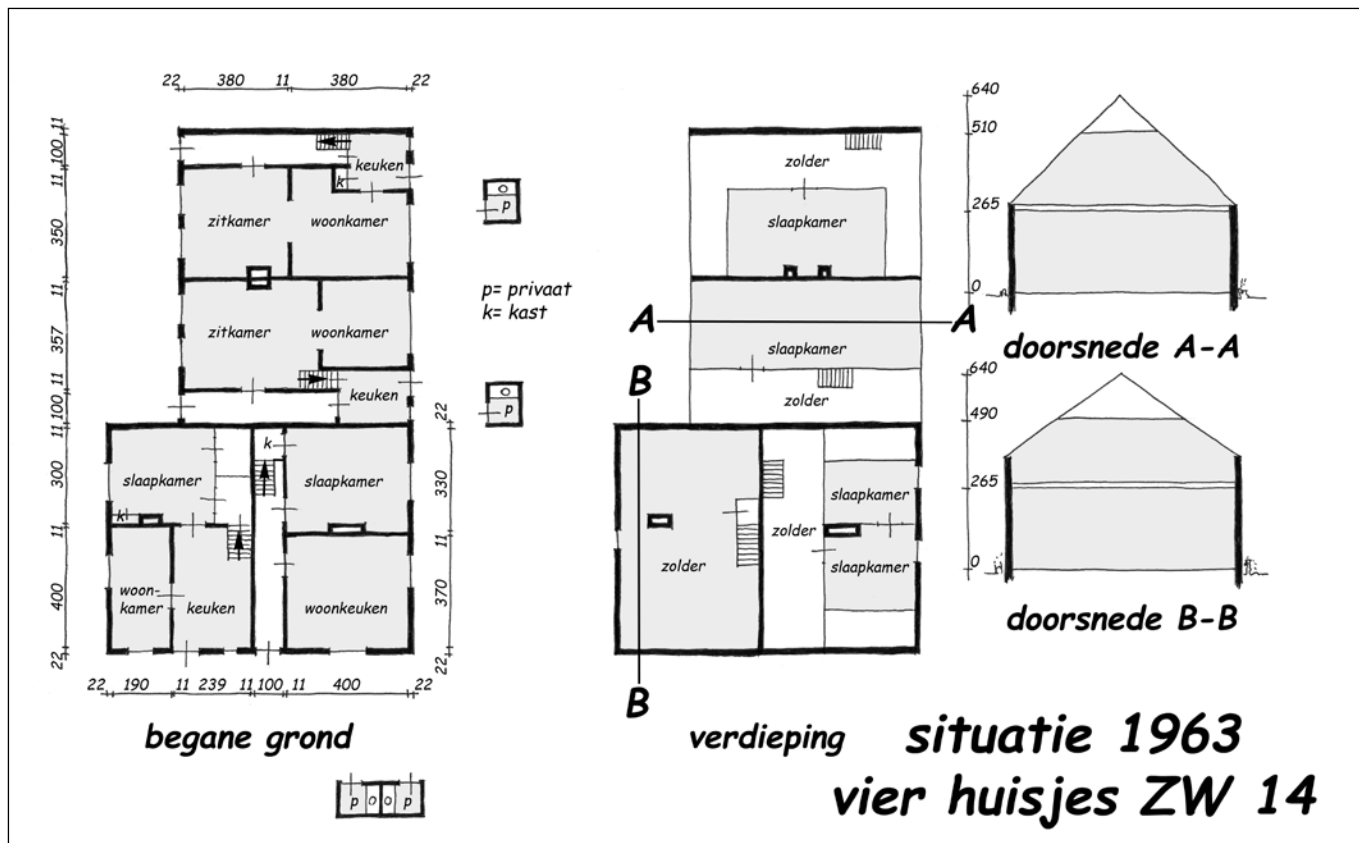 22 380 11 380 22
11
100
11
350
11
357
11
100
11
300
11
400
22
keuken
k
zitkamer woonkamer
zitkamer woonkamer
keuken
k
slaapkamer slaapkamer
k
woon-
kamer keuken woonkeuken
22
330
11
370
22
22 190 11 239 11 100 11 400 22
begane grond
p
p= privaat
k= kast
p
p p
zolder
slaapkamer
A A
slaapkamer
B
zolder
slaapkamer
zolder zolder
slaapkamer
B
verdieping
640
510
265
0
doorsnede A-A
640
490
265
0
doorsnede B-B
situatie 1963
vier huisjes ZW 14